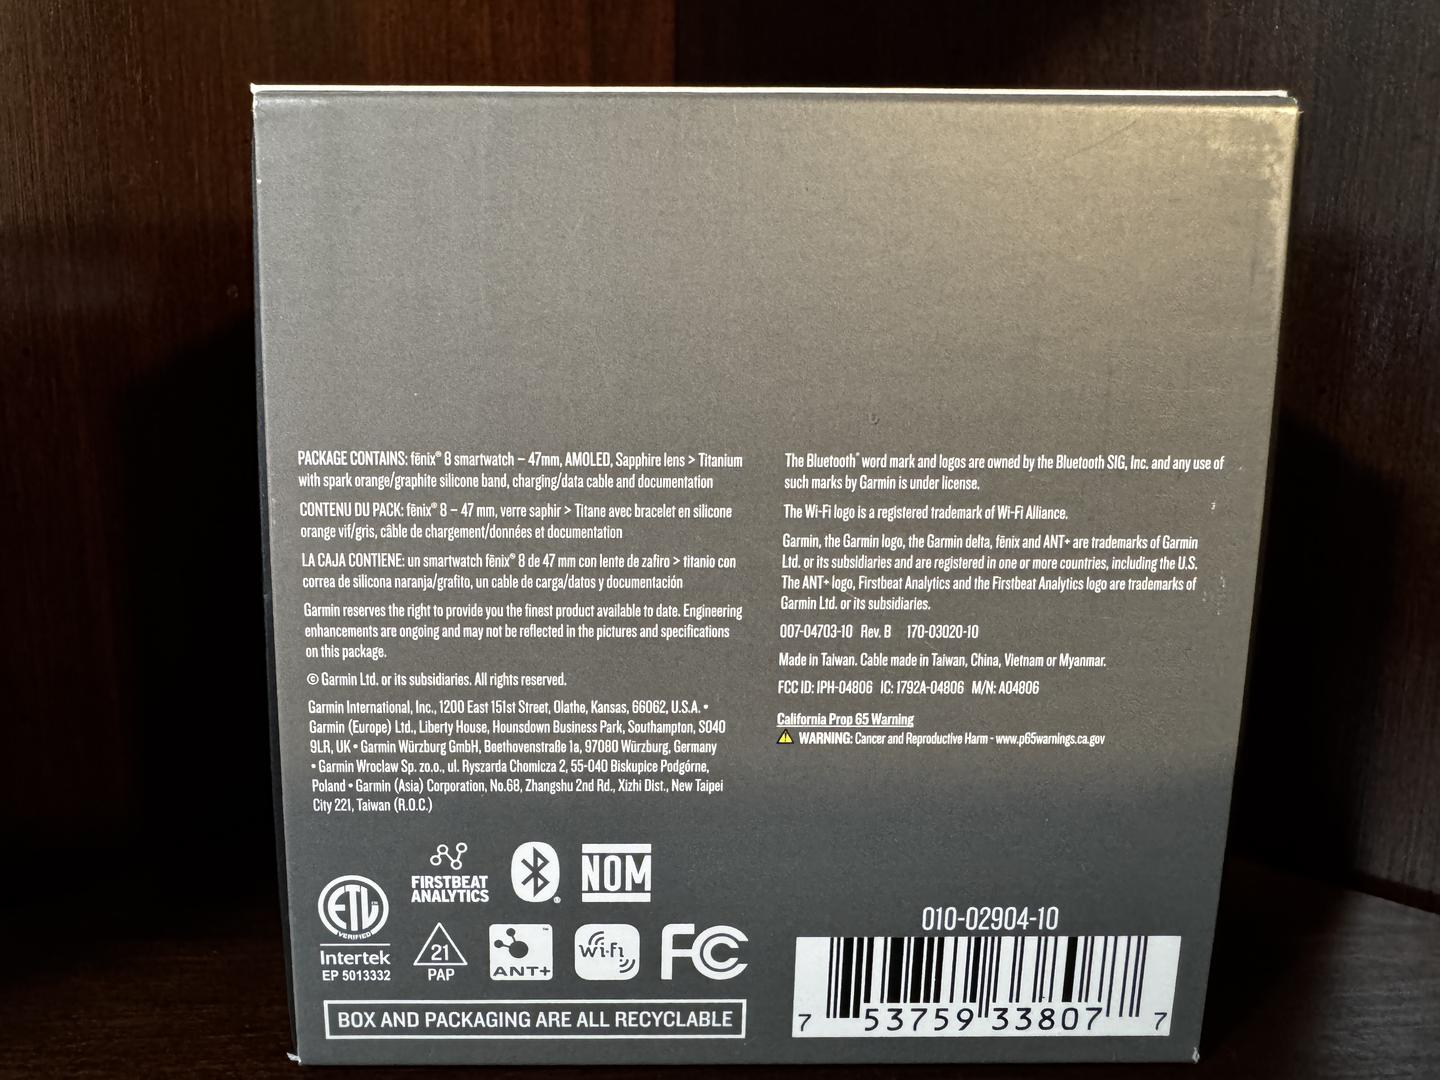 PACKAGE CONTAINS: fēnix® 8 smartwatch – 47mm, AMOLED, Sapphire lens > Titanium
with spark orange/graphite silicone band, charging/data cable and documentation
CONTENU DU PACK: fēnix® 8 – 47 mm, verre saphir > Titane avec bracelet en silicone
orange vif/gris, câble de chargement/données et documentation
LA CAJA CONTIENE: un smartwatch fēnix® 8 de 47 mm con lente de zafiro > titanio con
correa de silicona naranja/grafito, un cable de carga/datos y documentación
Garmin reserves the right to provide you the finest product available to date. Engineering
enhancements are ongoing and may not be reflected in the pictures and specifications
on this package.
© Garmin Ltd. or its subsidiaries. All rights reserved.
Garmin International, Inc., 1200 East 151st Street, Olathe, Kansas, 66062, U.S.A. •
Garmin (Europe) Ltd., Liberty House, Hounsdown Business Park, Southampton, SO40
9LR, UK • Garmin Würzburg GmbH, Beethovenstraße 1a, 97080 Würzburg, Germany
• Garmin Wroclaw Sp. zo.o., ul. Ryszarda Chomicza 2, 55-040 Biskupice Podgórne,
Poland • Garmin (Asia) Corporation, No.68, Zhangshu 2nd Rd., Xizhi Dist., New Taipei
City 221, Taiwan (R.O.C.)
The Bluetooth® word mark and logos are owned by the Bluetooth SIG, Inc. and any use of
such marks by Garmin is under license.
The Wi-Fi logo is a registered trademark of Wi-Fi Alliance.
Garmin, the Garmin logo, the Garmin delta, fēnix and ANT+ are trademarks of Garmin
Ltd. or its subsidiaries and are registered in one or more countries, including the U.S.
The ANT+ logo, Firstbeat Analytics and the Firstbeat Analytics logo are trademarks of
Garmin Ltd. or its subsidiaries.
007-04703-10 Rev. B 170-03020-10
Made in Taiwan. Cable made in Taiwan, China, Vietnam or Myanmar.
FCC ID: IPH-04806 IC: 1792A-04806 M/N: A04806
California Prop 65 Warning
WARNING: Cancer and Reproductive Harm - www.p65warnings.ca.gov
FIRSTBEAT
ANALYTICS
NOM
ETL
VERIFIED
Intertek
EP 5013332
21
PAP
ANT+
Wi-Fi
FC
BOX AND PACKAGING ARE ALL RECYCLABLE
010-02904-10
7 53759 33807 7